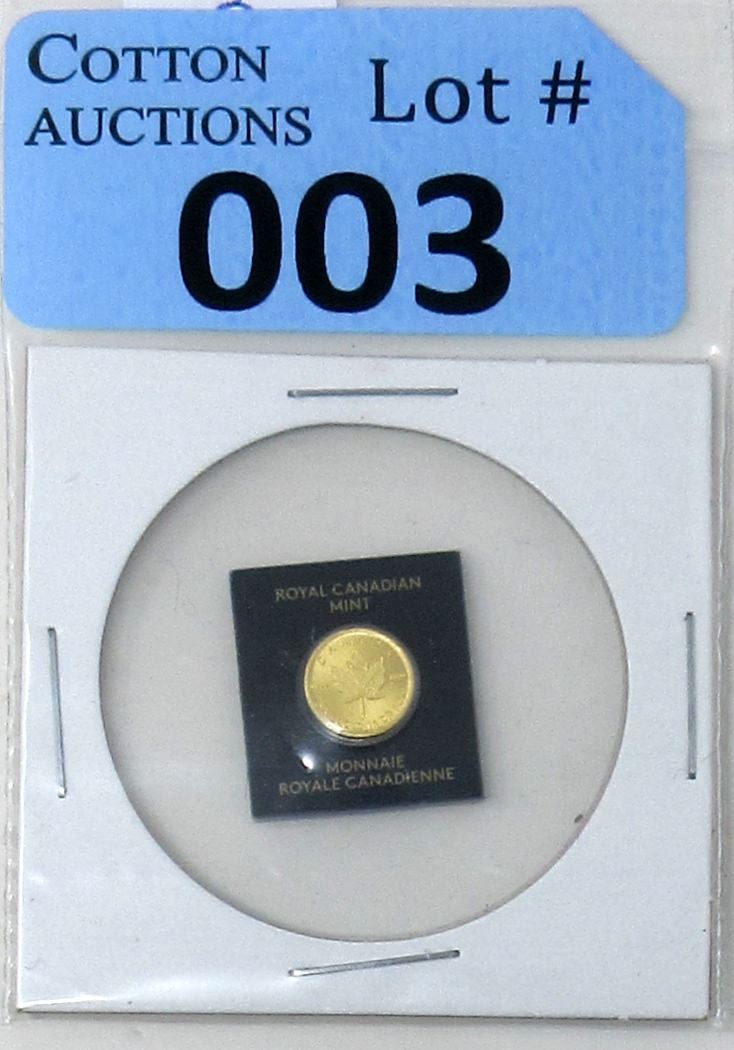 COTTON
AUCTIONS
Lot #
003
ROYAL CANADIAN
MINT
MONNAIE
ROYALE CANADIENNE